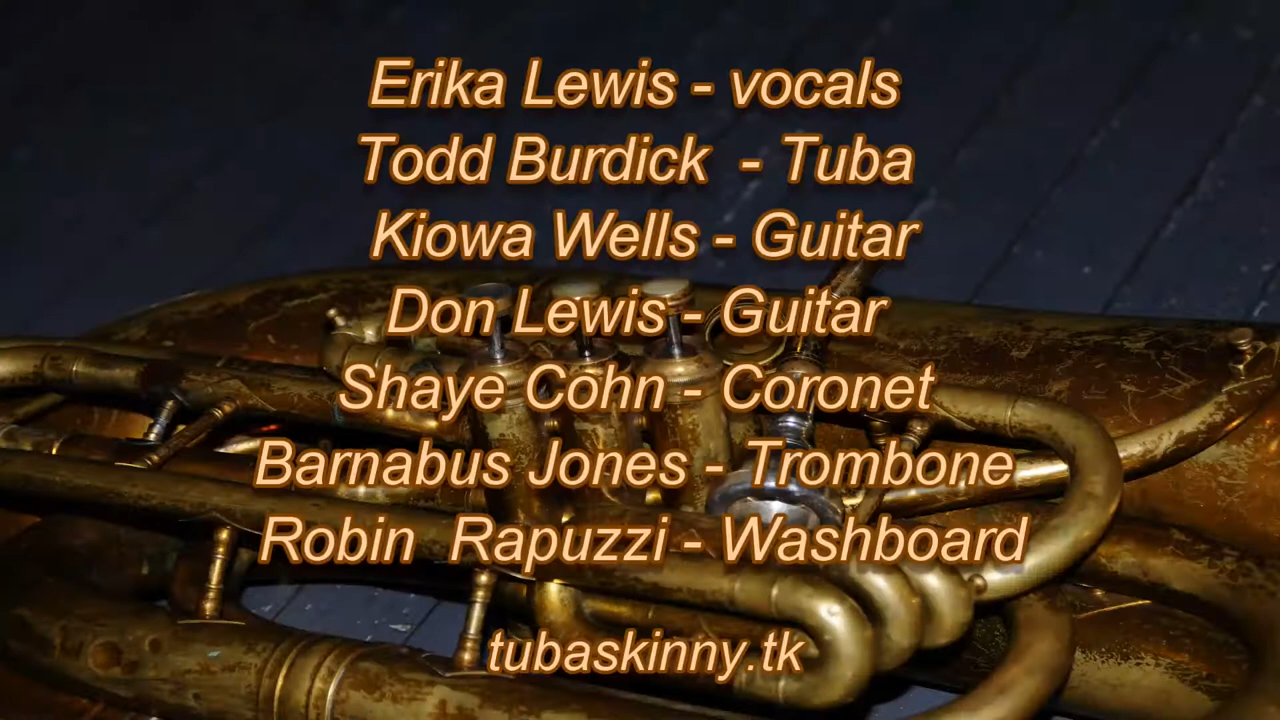 Erika Lewis - vocals
Todd Burdick - Tuba
Kiowa Wells - Guitar
Don Lewis - Guitar
Shaye Cohn - Coronet
Barnabus Jones - Trombone
Robin Rapuzzi - Washboard
tubaskinny.tk